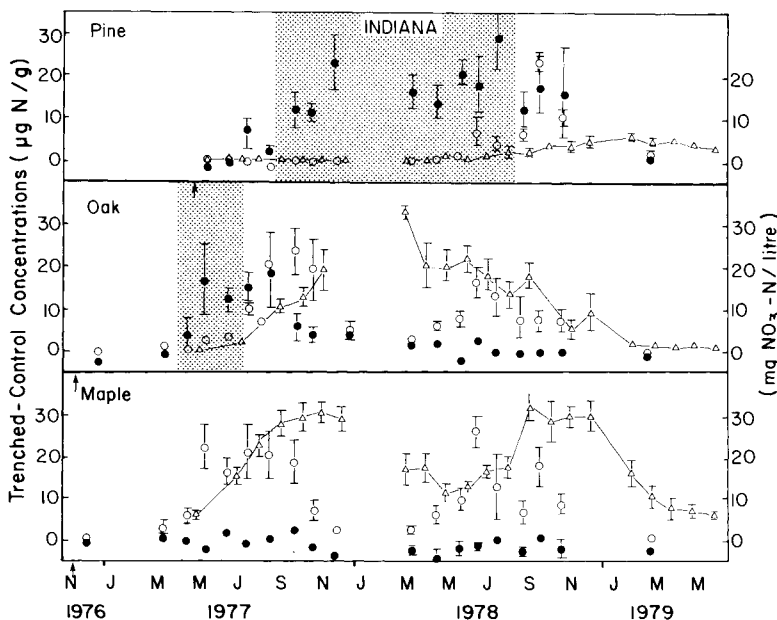 Pine
INDIANA
30
20
10
0
20
10
0
Oak
30
20
10
0
30
20
10
0
Maple
30
20
10
0
30
20
10
0
Trenched-Control Concentrations (µg N/g)
(mg NO₃-N/litre)
N J M M J S N M M J S N J M M
1976 1977 1978 1979